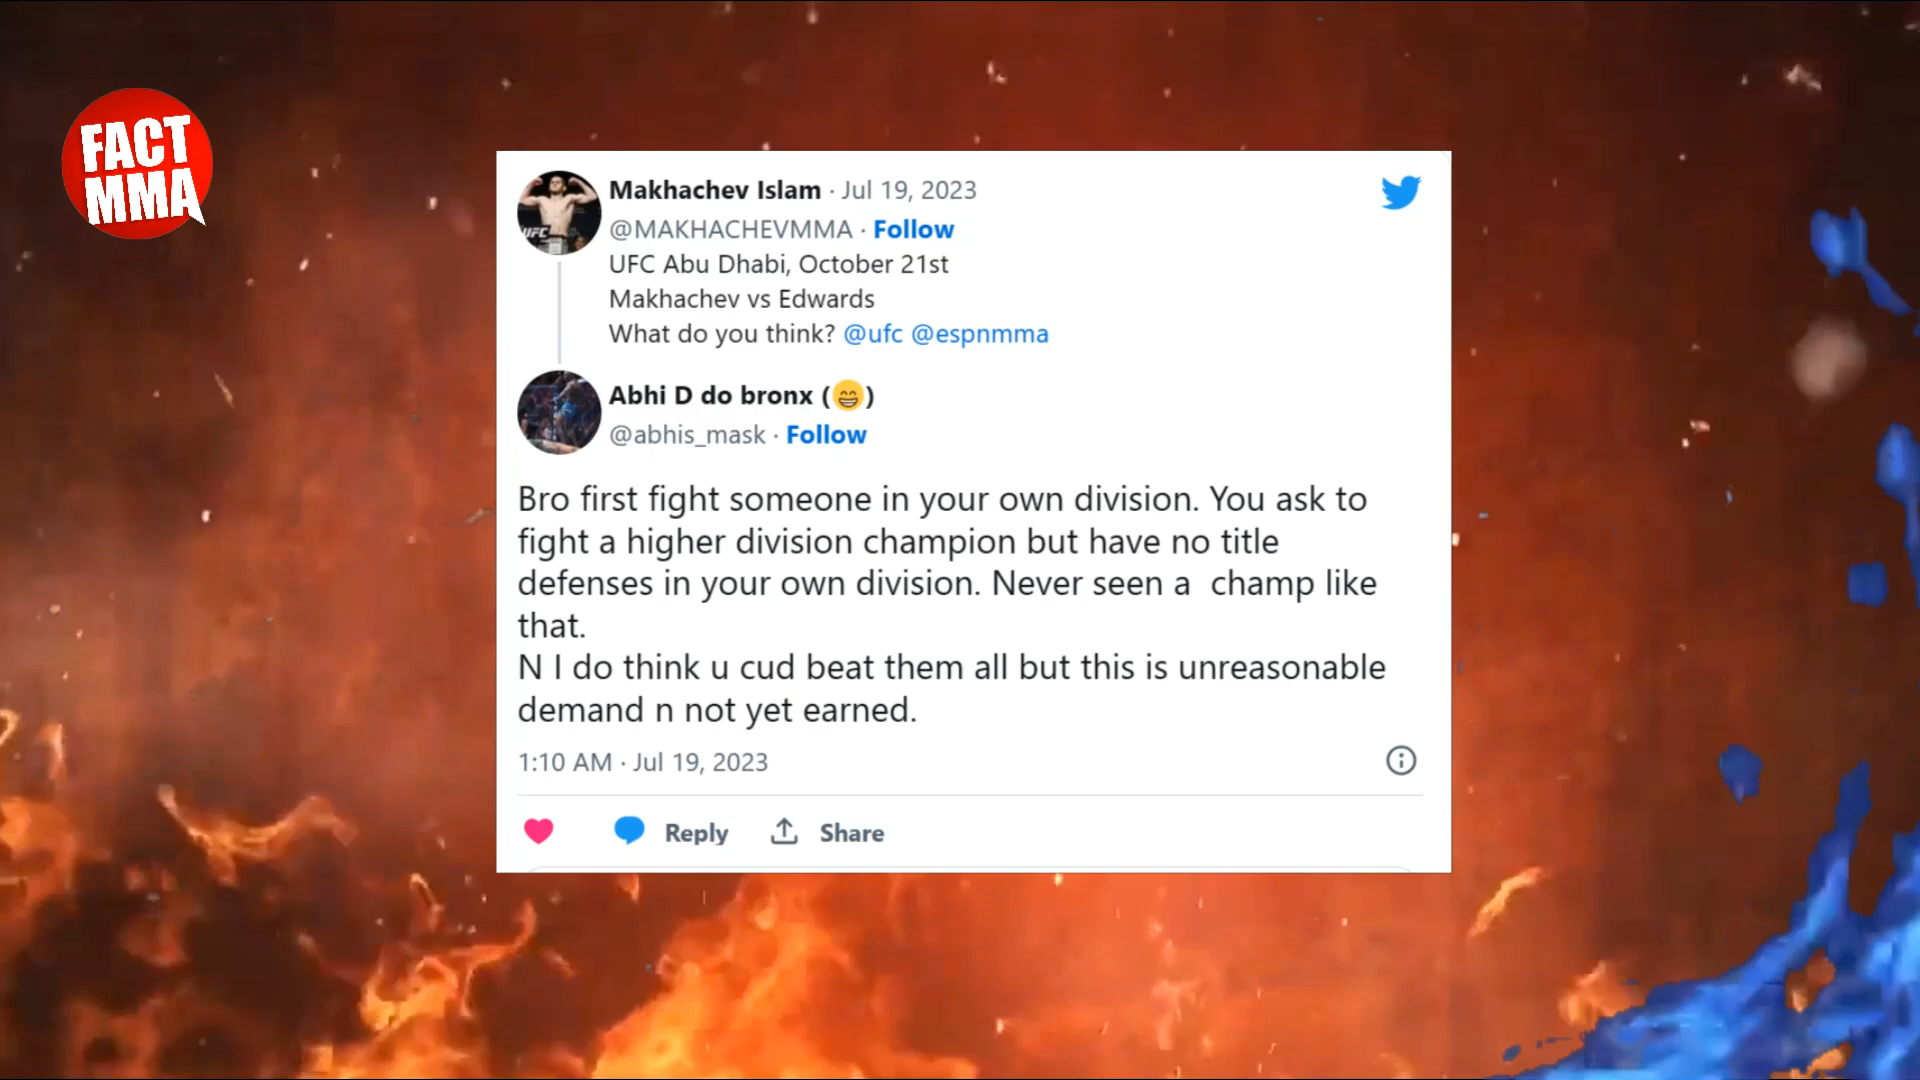 FACT
MMA
Makhachev Islam · Jul 19, 2023
@MAKHACHEVMMA · Follow
UFC Abu Dhabi, October 21st
Makhachev vs Edwards
What do you think? @ufc @espnmma
UFC
Abhi D do bronx (😄)
@abhis_mask · Follow
Bro first fight someone in your own division. You ask to
fight a higher division champion but have no title
defenses in your own division. Never seen a  champ like
that.
N I do think u cud beat them all but this is unreasonable
demand n not yet earned.
1:10 AM · Jul 19, 2023
Reply
Share